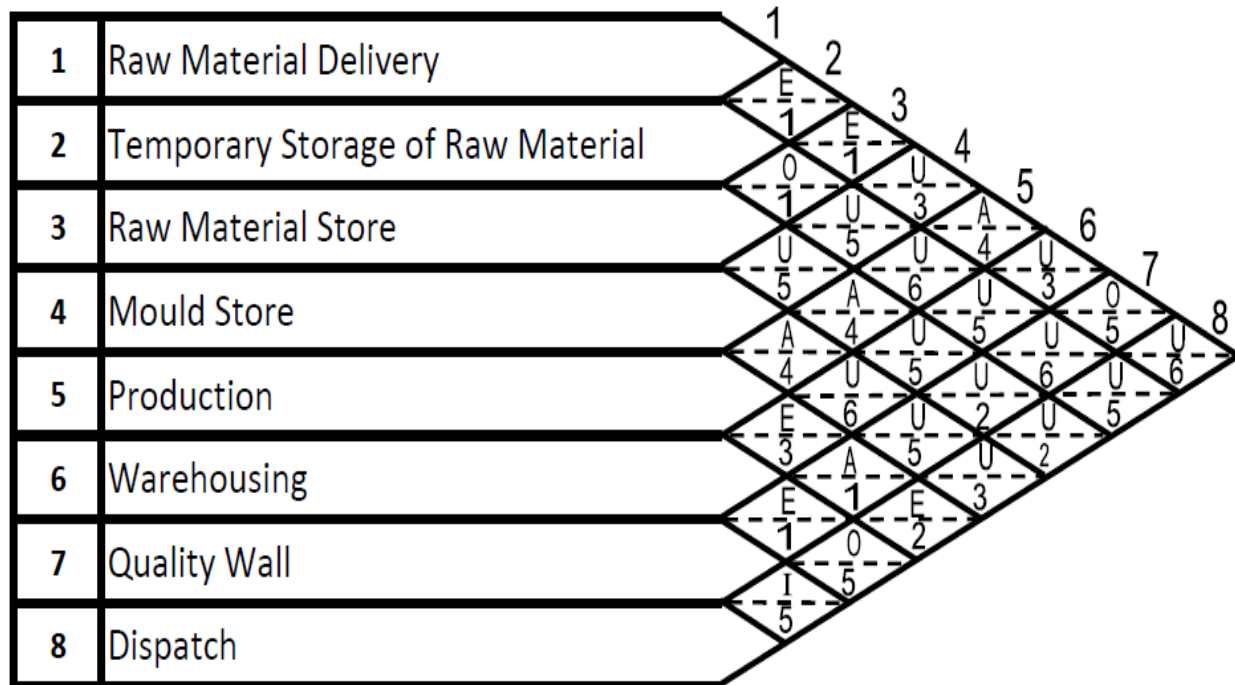 1
1 Raw Material Delivery
2
E
3
1 E
2 Temporary Storage of Raw Material
4
1
O U
5
1 U 3 A
3 Raw Material Store
6
U 5 U 4 U
7
5 A 6 U 3 O
4 Mould Store
8
A 4 U 5 U 5 U
4 U 5 U 6 U 6
5 Production
E 6 U 2 U 5
3 A 5 U 2
6 Warehousing
E 1 E 3
1 O 2
7 Quality Wall
I 5
5
8 Dispatch